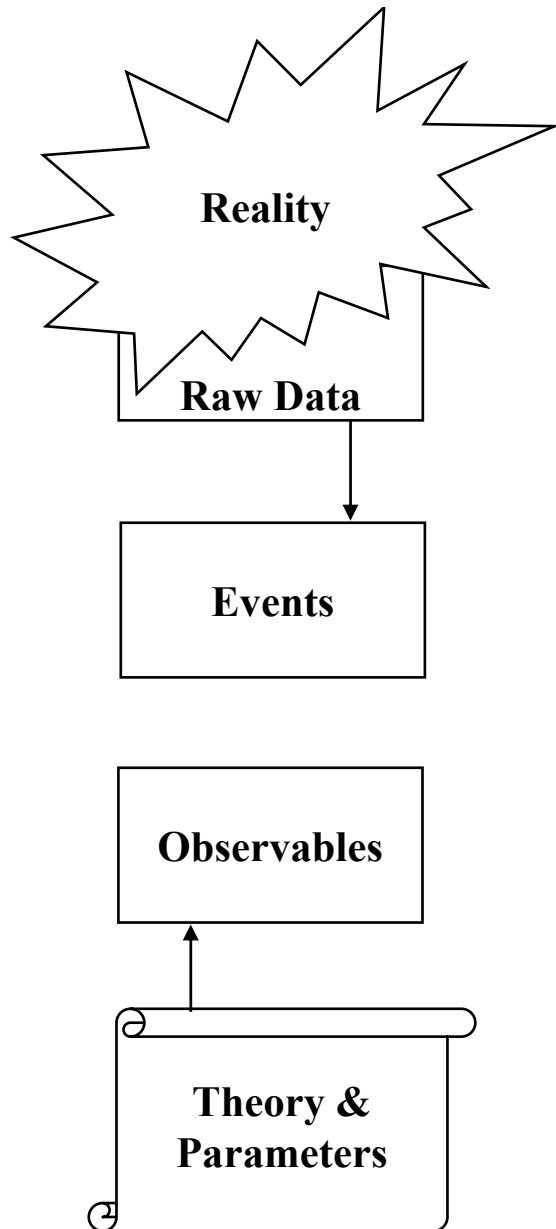 Reality
Raw Data
Events
Observables
Theory &
Parameters